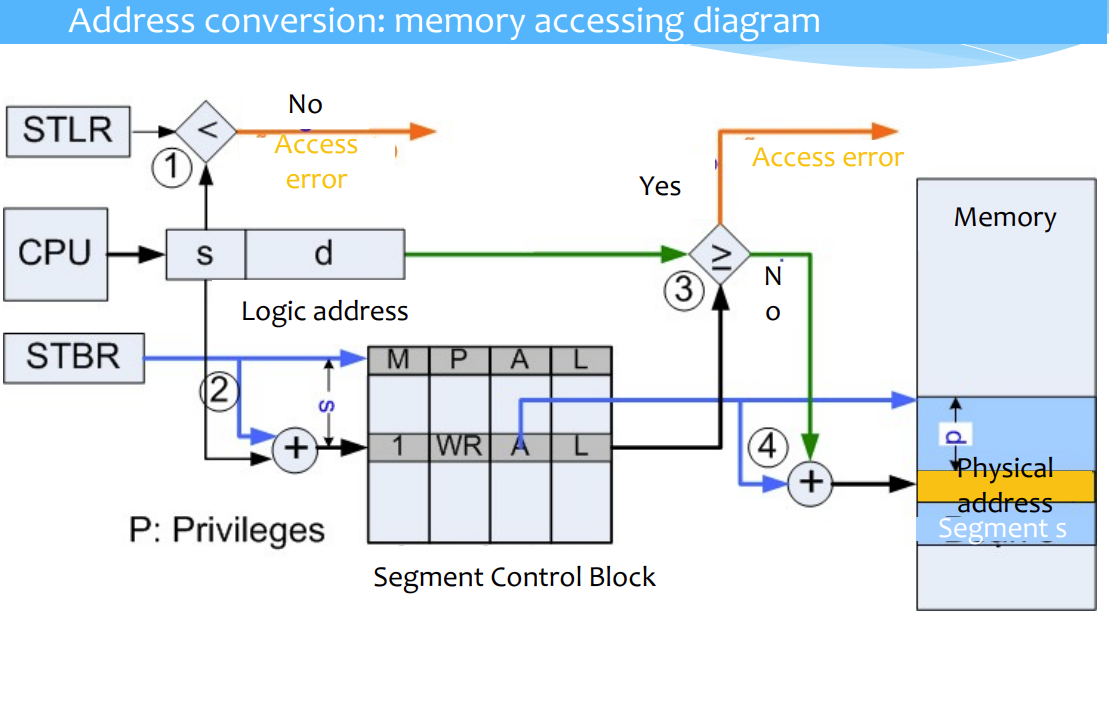 Address conversion: memory accessing diagram
No
STLR
<
Access
error
1
Access error
Yes
Memory
CPU
s
d
≥
3
N
o
Logic address
STBR
M P A L
2
s
+
1 WR A L
4
+
d
Physical
address
Segment s
P: Privileges
Segment Control Block